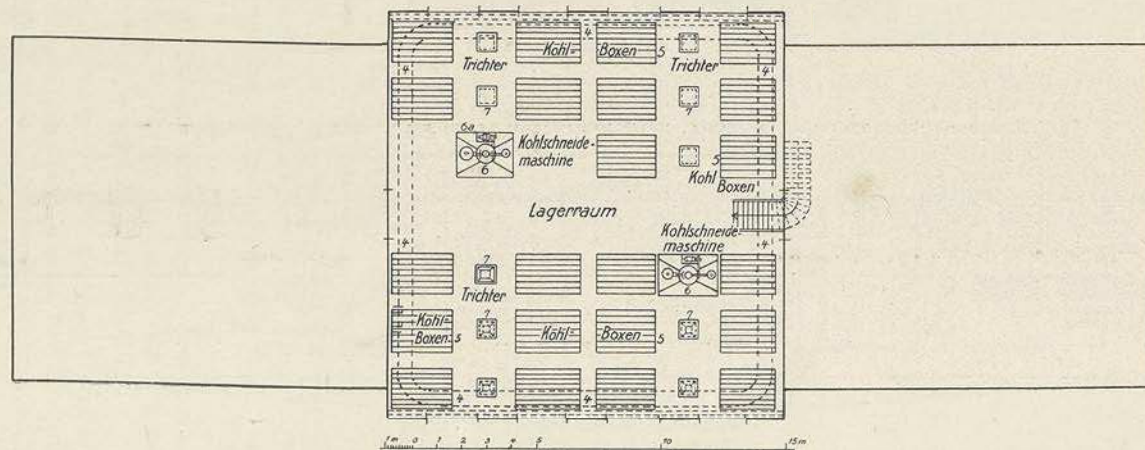 4
Kohl-
Boxen
5
4
Trichter
Trichter
4
7
7
6a
Kohlschneide-
maschine
6
5
Kohl
Boxen
Lagerraum
4
Kohlschneide-
maschine
4
7
Trichter
6
Kohl-
Boxen
5
7
Kohl-
Boxen
5
7
4
4
1 m 0 1 2 3 4 5 10 15 m